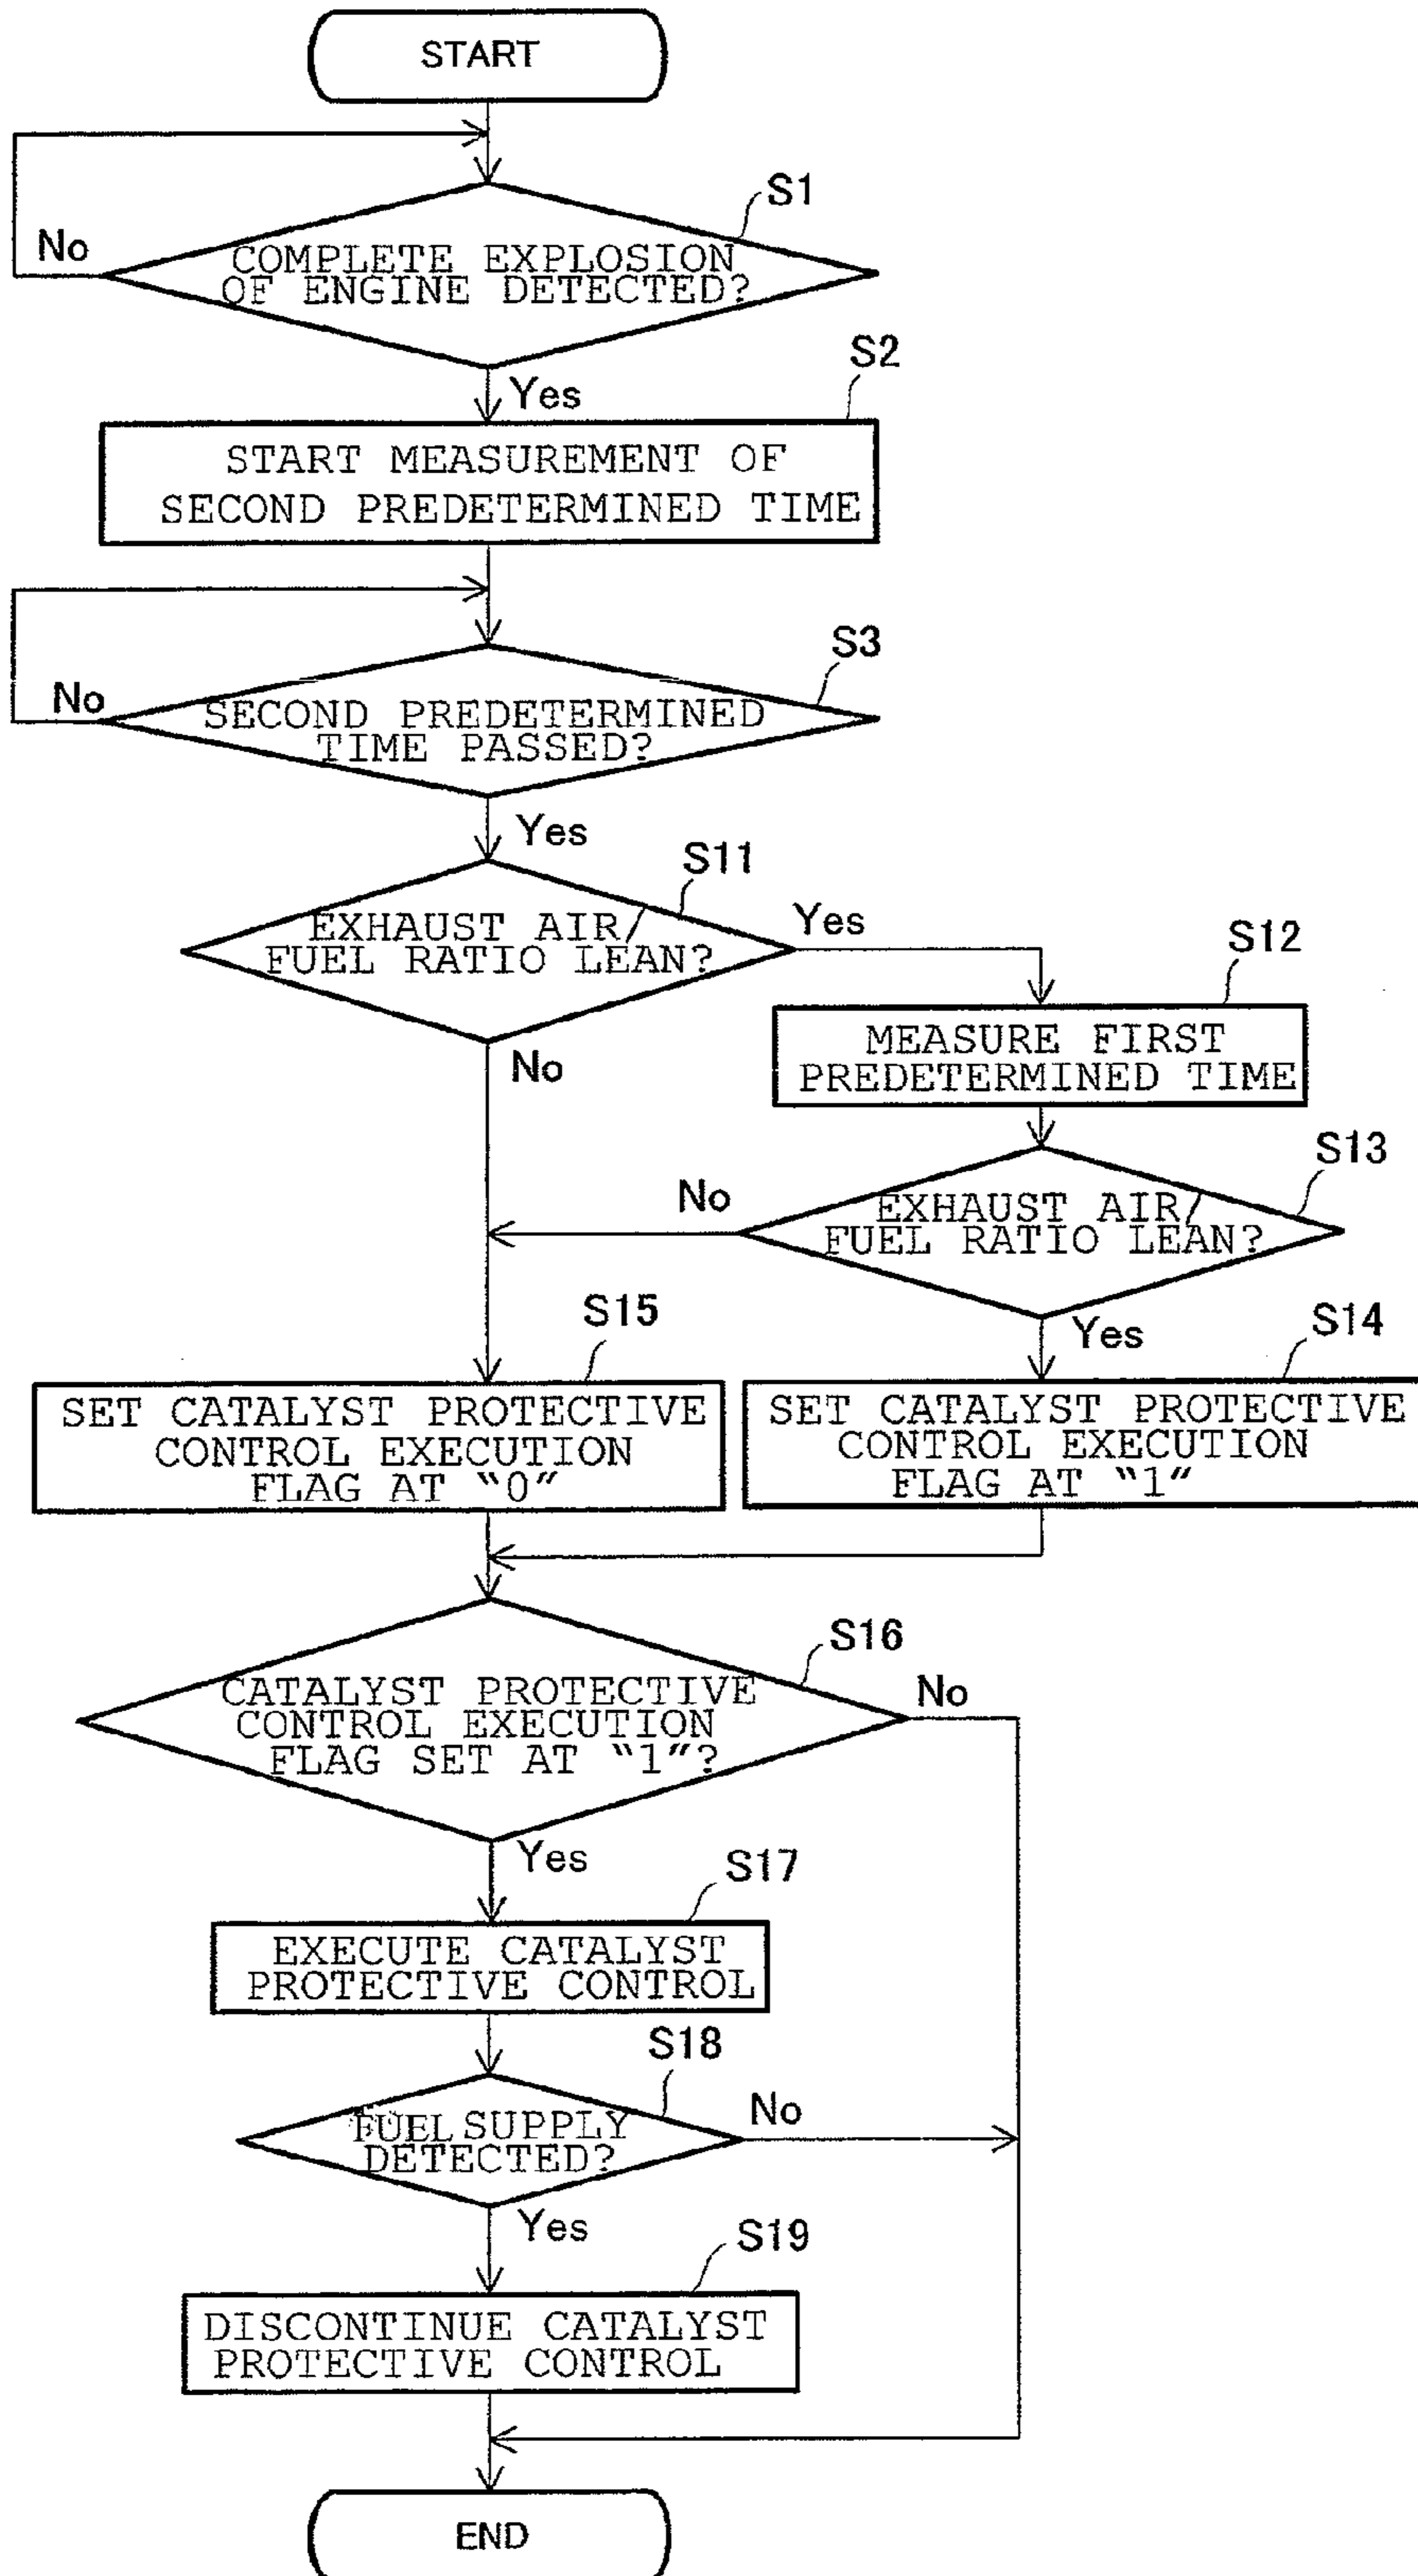 START
S1
No
COMPLETE EXPLOSION
OF ENGINE DETECTED?
Yes
S2
START MEASUREMENT OF
SECOND PREDETERMINED TIME
S3
No
SECOND PREDETERMINED
TIME PASSED?
Yes
S11
EXHAUST AIR/
FUEL RATIO LEAN?
Yes
No
S12
MEASURE FIRST
PREDETERMINED TIME
S13
No
EXHAUST AIR/
FUEL RATIO LEAN?
Yes
S15
SET CATALYST PROTECTIVE
CONTROL EXECUTION
FLAG AT “0”
S14
SET CATALYST PROTECTIVE
CONTROL EXECUTION
FLAG AT “1”
S16
CATALYST PROTECTIVE
CONTROL EXECUTION
FLAG SET AT “1”?
No
Yes
S17
EXECUTE CATALYST
PROTECTIVE CONTROL
S18
FUEL SUPPLY
DETECTED?
No
Yes
S19
DISCONTINUE CATALYST
PROTECTIVE CONTROL
END